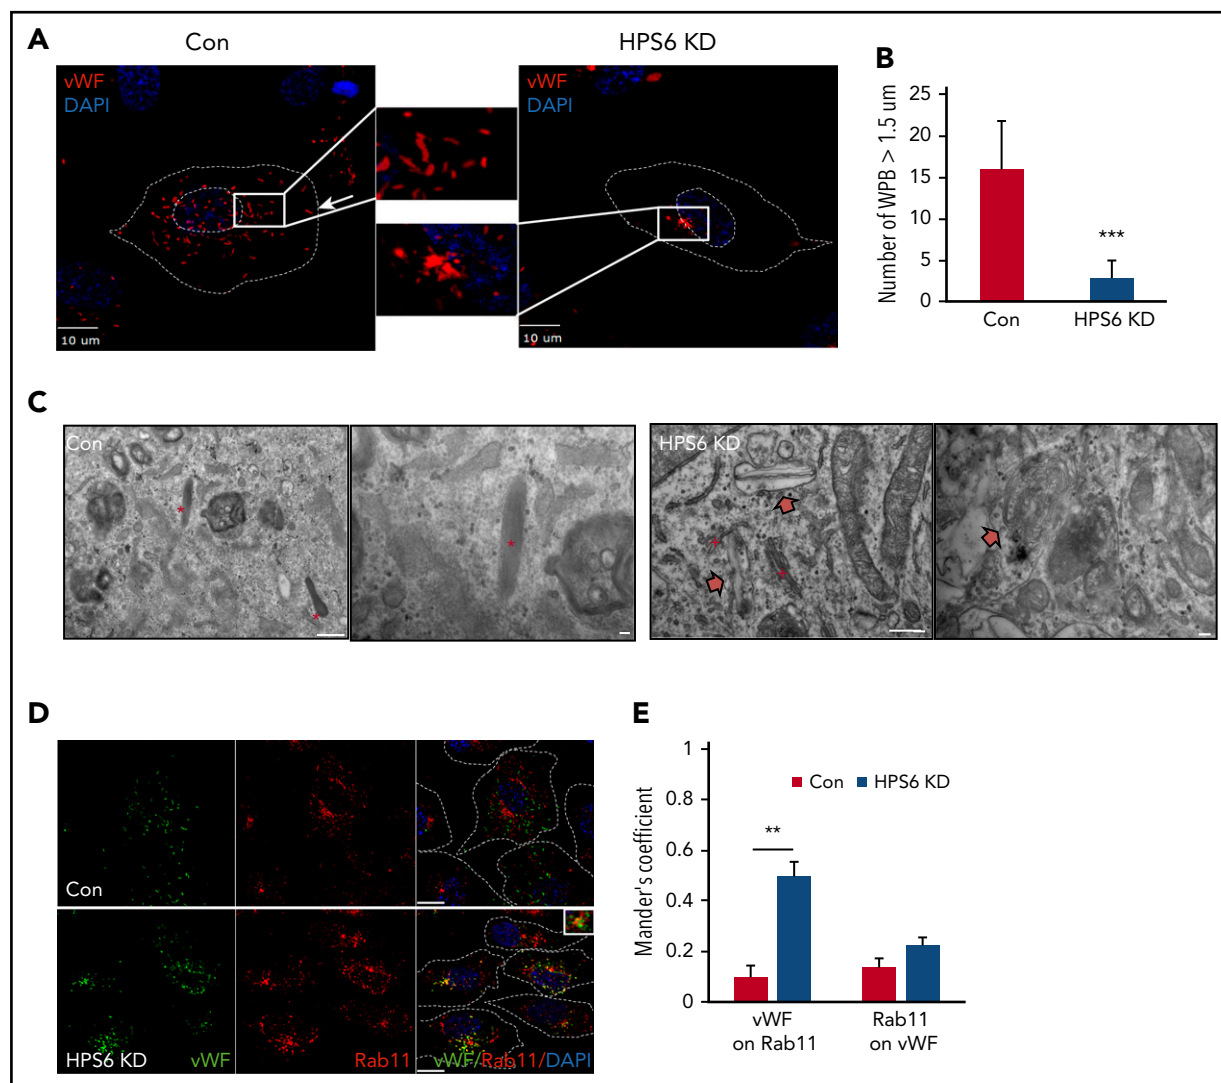 A
Con
HPS6 KD
vWF
DAPI
10 um
vWF
DAPI
10 um
B
Number of WPB > 1.5 um
25
20
15
10
5
0
***
Con
HPS6 KD
C
Con
*
*
*
HPS6 KD
D
Con
HPS6 KD
vWF
Rab11
vWF/Rab11/DAPI
E
Mander's coefficient
1
0.8
0.6
0.4
0.2
0
Con
HPS6 KD
**
vWF
on Rab11
Rab11
on vWF